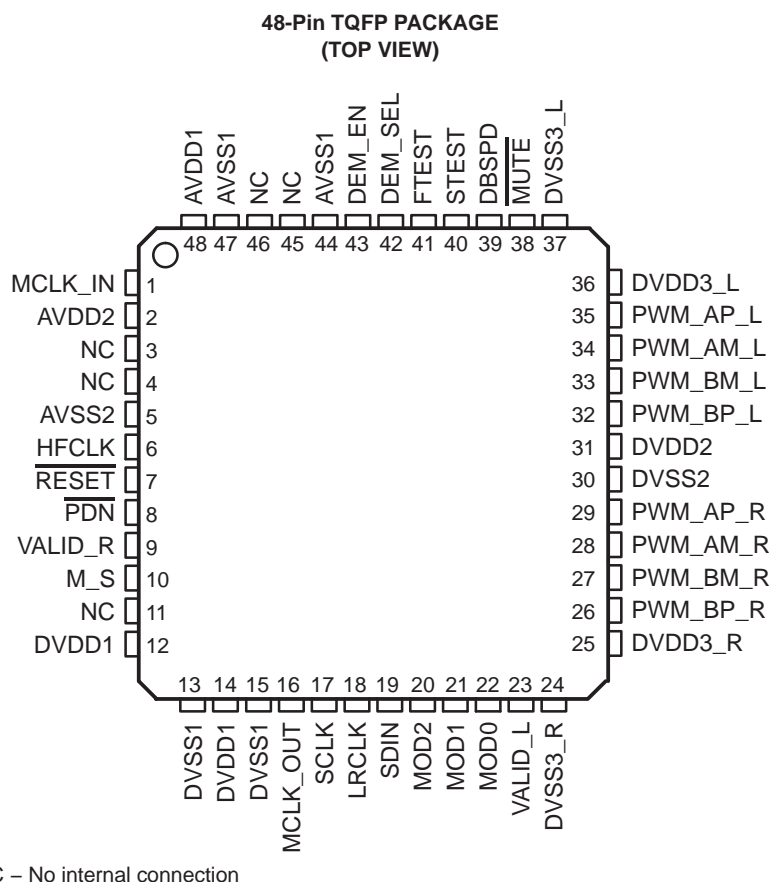 48-Pin TQFP PACKAGE
(TOP VIEW)
AVDD1
AVSS1
NC
NC
AVSS1
DEM_EN
DEM_SEL
FTEST
STEST
DBSPD
MUTE
DVSS3_L
48 47 46 45 44 43 42 41 40 39 38 37
MCLK_IN 1
AVDD2 2
NC 3
NC 4
AVSS2 5
HFCLK 6
RESET 7
PDN 8
VALID_R 9
M_S 10
NC 11
DVDD1 12
36 DVDD3_L
35 PWM_AP_L
34 PWM_AM_L
33 PWM_BM_L
32 PWM_BP_L
31 DVDD2
30 DVSS2
29 PWM_AP_R
28 PWM_AM_R
27 PWM_BM_R
26 PWM_BP_R
25 DVDD3_R
13 14 15 16 17 18 19 20 21 22 23 24
DVSS1
DVDD1
DVSS1
MCLK_OUT
SCLK
LRCLK
SDIN
MOD2
MOD1
MOD0
VALID_L
DVSS3_R
C – No internal connection